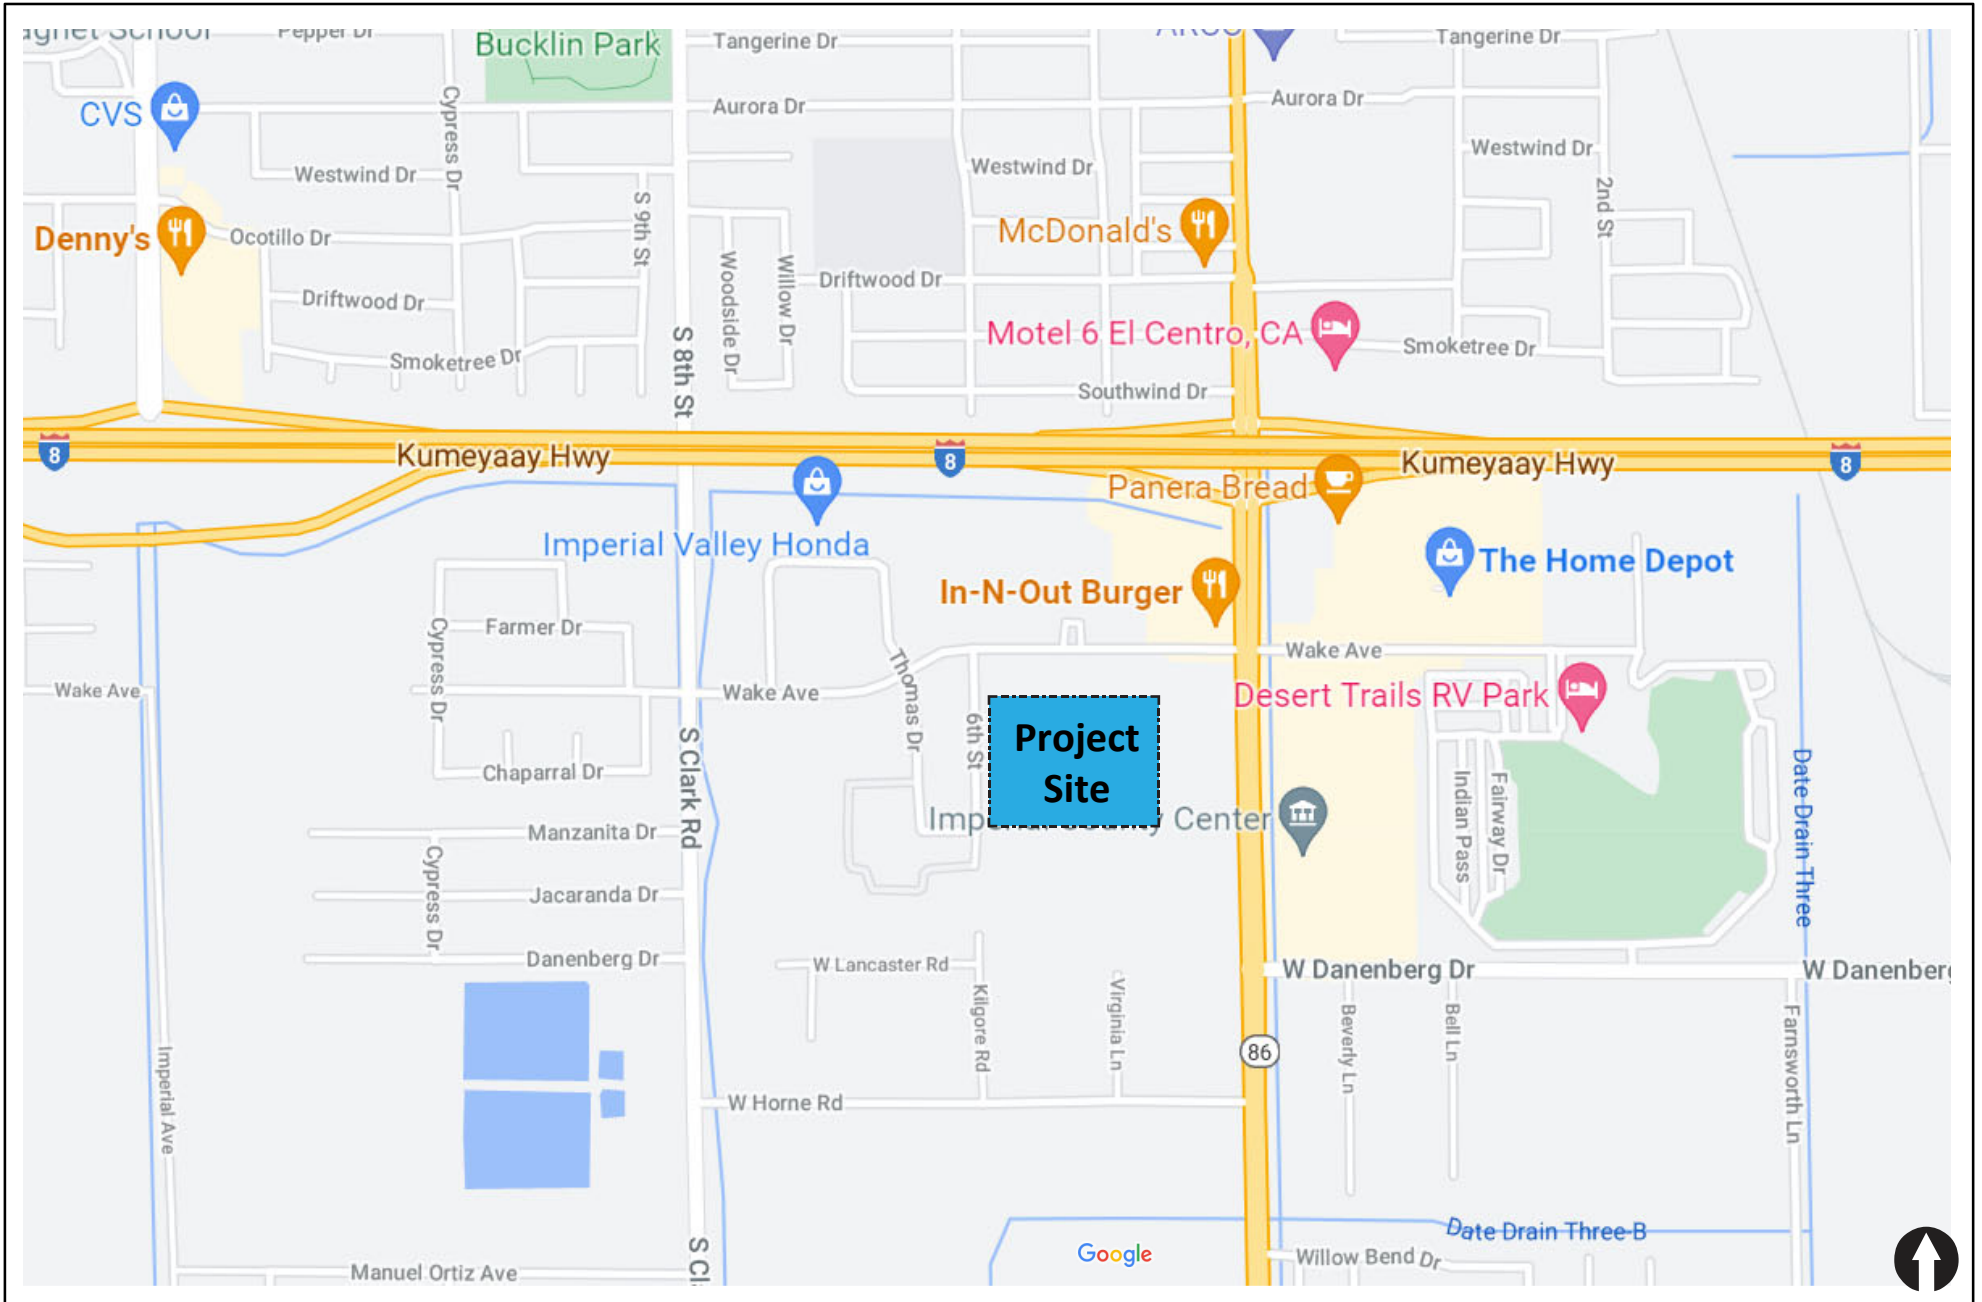 agnet School
Pepper Dr
Bucklin Park
Tangerine Dr
ARCO
Tangerine Dr
CVS
Cypress Dr
Aurora Dr
Aurora Dr
Westwind Dr
Westwind Dr
Westwind Dr
2nd St
S 9th St
Denny's
Ocotillo Dr
McDonald's
Woodside Dr
Willow Dr
Driftwood Dr
Driftwood Dr
Motel 6 El Centro, CA
Smoketree Dr
Smoketree Dr
S 8th St
Southwind Dr
8
Kumeyaay Hwy
8
Kumeyaay Hwy
8
Panera Bread
Imperial Valley Honda
The Home Depot
In-N-Out Burger
Farmer Dr
Cypress Dr
Thomas Dr
Wake Ave
Wake Ave
Wake Ave
Desert Trails RV Park
6th St
Project
Site
S Clark Rd
Chaparral Dr
Indian Pass
Fairway Dr
Date Drain Three
Imperial County Center
Manzanita Dr
Cypress Dr
Jacaranda Dr
Danenberg Dr
W Lancaster Rd
W Danenberg Dr
W Danenberg
Kilgore Rd
Virginia Ln
Beverly Ln
Bell Ln
Farnsworth Ln
86
Imperial Ave
W Horne Rd
Date Drain Three B
S Cl
Google
Willow Bend Dr
Manuel Ortiz Ave